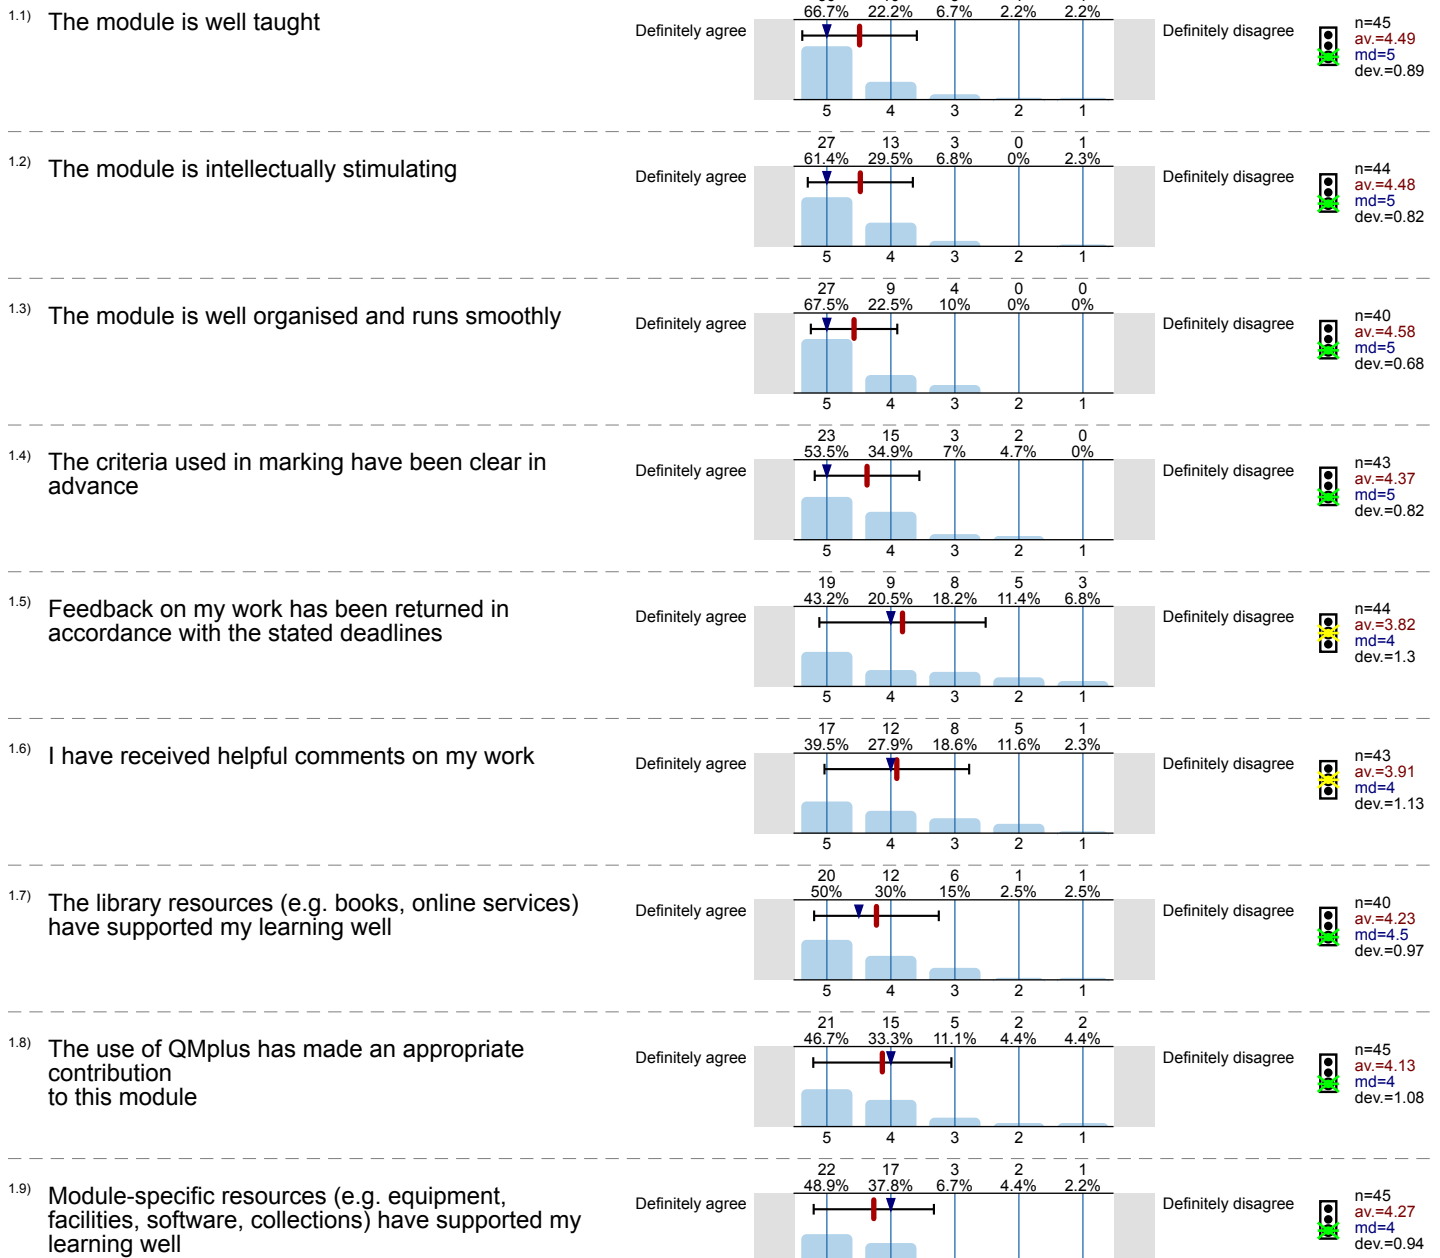 1.1) The module is well taught
Definitely agree
66.7% 22.2% 6.7% 2.2% 2.2%
5 4 3 2 1
Definitely disagree
n=45
av.=4.49
md=5
dev.=0.89
1.2) The module is intellectually stimulating
Definitely agree
27 13 3 0 1
61.4% 29.5% 6.8% 0% 2.3%
5 4 3 2 1
Definitely disagree
n=44
av.=4.48
md=5
dev.=0.82
1.3) The module is well organised and runs smoothly
Definitely agree
27 9 4 0 0
67.5% 22.5% 10% 0% 0%
5 4 3 2 1
Definitely disagree
n=40
av.=4.58
md=5
dev.=0.68
1.4) The criteria used in marking have been clear in
advance
Definitely agree
23 15 3 2 0
53.5% 34.9% 7% 4.7% 0%
5 4 3 2 1
Definitely disagree
n=43
av.=4.37
md=5
dev.=0.82
1.5) Feedback on my work has been returned in
accordance with the stated deadlines
Definitely agree
19 9 8 5 3
43.2% 20.5% 18.2% 11.4% 6.8%
5 4 3 2 1
Definitely disagree
n=44
av.=3.82
md=4
dev.=1.3
1.6) I have received helpful comments on my work
Definitely agree
17 12 8 5 1
39.5% 27.9% 18.6% 11.6% 2.3%
5 4 3 2 1
Definitely disagree
n=43
av.=3.91
md=4
dev.=1.13
1.7) The library resources (e.g. books, online services)
have supported my learning well
Definitely agree
20 12 6 1 1
50% 30% 15% 2.5% 2.5%
5 4 3 2 1
Definitely disagree
n=40
av.=4.23
md=4.5
dev.=0.97
1.8) The use of QMplus has made an appropriate
contribution
to this module
Definitely agree
21 15 5 2 2
46.7% 33.3% 11.1% 4.4% 4.4%
5 4 3 2 1
Definitely disagree
n=45
av.=4.13
md=4
dev.=1.08
1.9) Module-specific resources (e.g. equipment,
facilities, software, collections) have supported my
learning well
Definitely agree
22 17 3 2 1
48.9% 37.8% 6.7% 4.4% 2.2%
Definitely disagree
n=45
av.=4.27
md=4
dev.=0.94